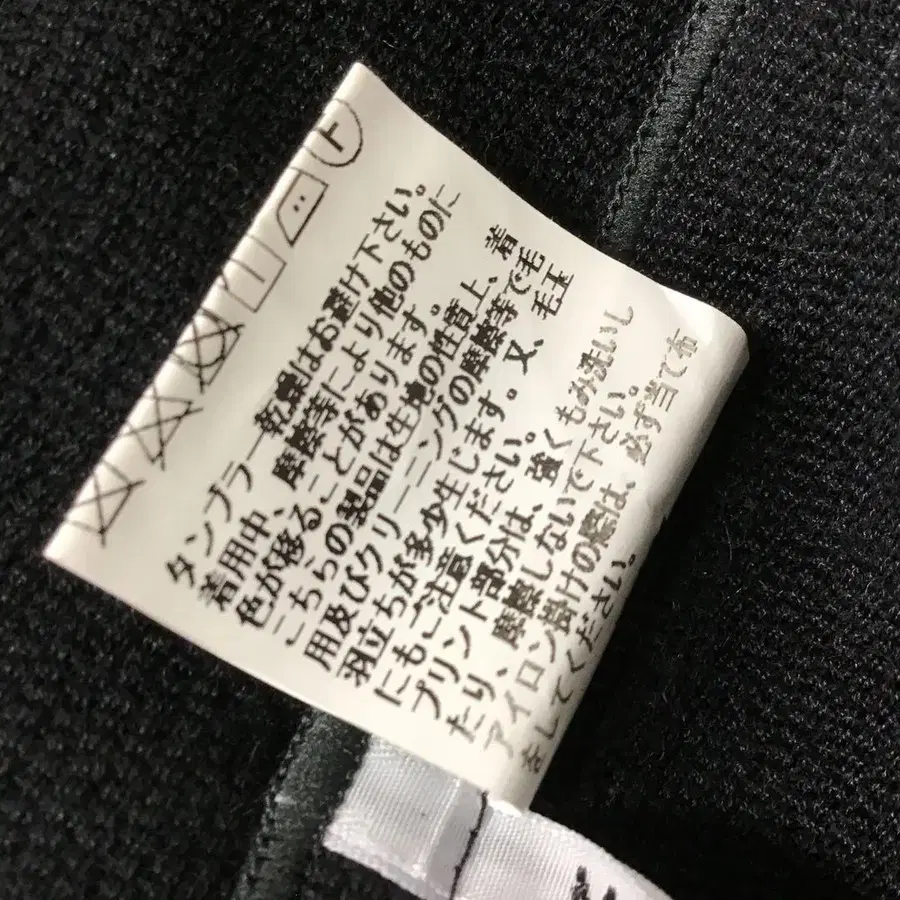 タンブラー乾燥はお避け下さい。
着用中、摩擦等により他のものに
色が移ることがあります。
こちらの製品は生地の性質上、着
用及びクリーニングの摩擦等で毛
羽立ちが多少生じます。又、毛玉
にもご注意ください。
プリント部分は、強くもみ洗いし
たり、摩擦しないで下さい。
アイロン掛けの際は、必ず当て布
をしてください。